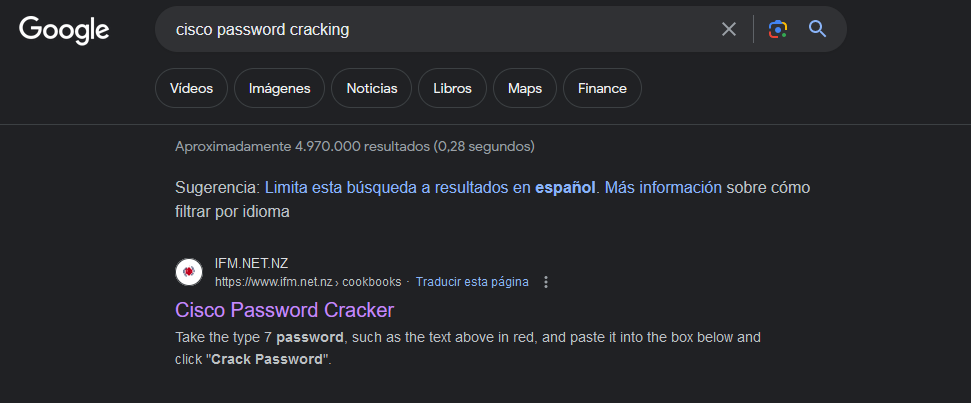 Google
cisco password cracking
Vídeos
Imágenes
Noticias
Libros
Maps
Finance
Aproximadamente 4.970.000 resultados (0,28 segundos)
Sugerencia: Limita esta búsqueda a resultados en español. Más información sobre cómo
filtrar por idioma
IFM.NET.NZ
https://www.ifm.net.nz › cookbooks · Traducir esta página
Cisco Password Cracker
Take the type 7 password, such as the text above in red, and paste it into the box below and
click "Crack Password".